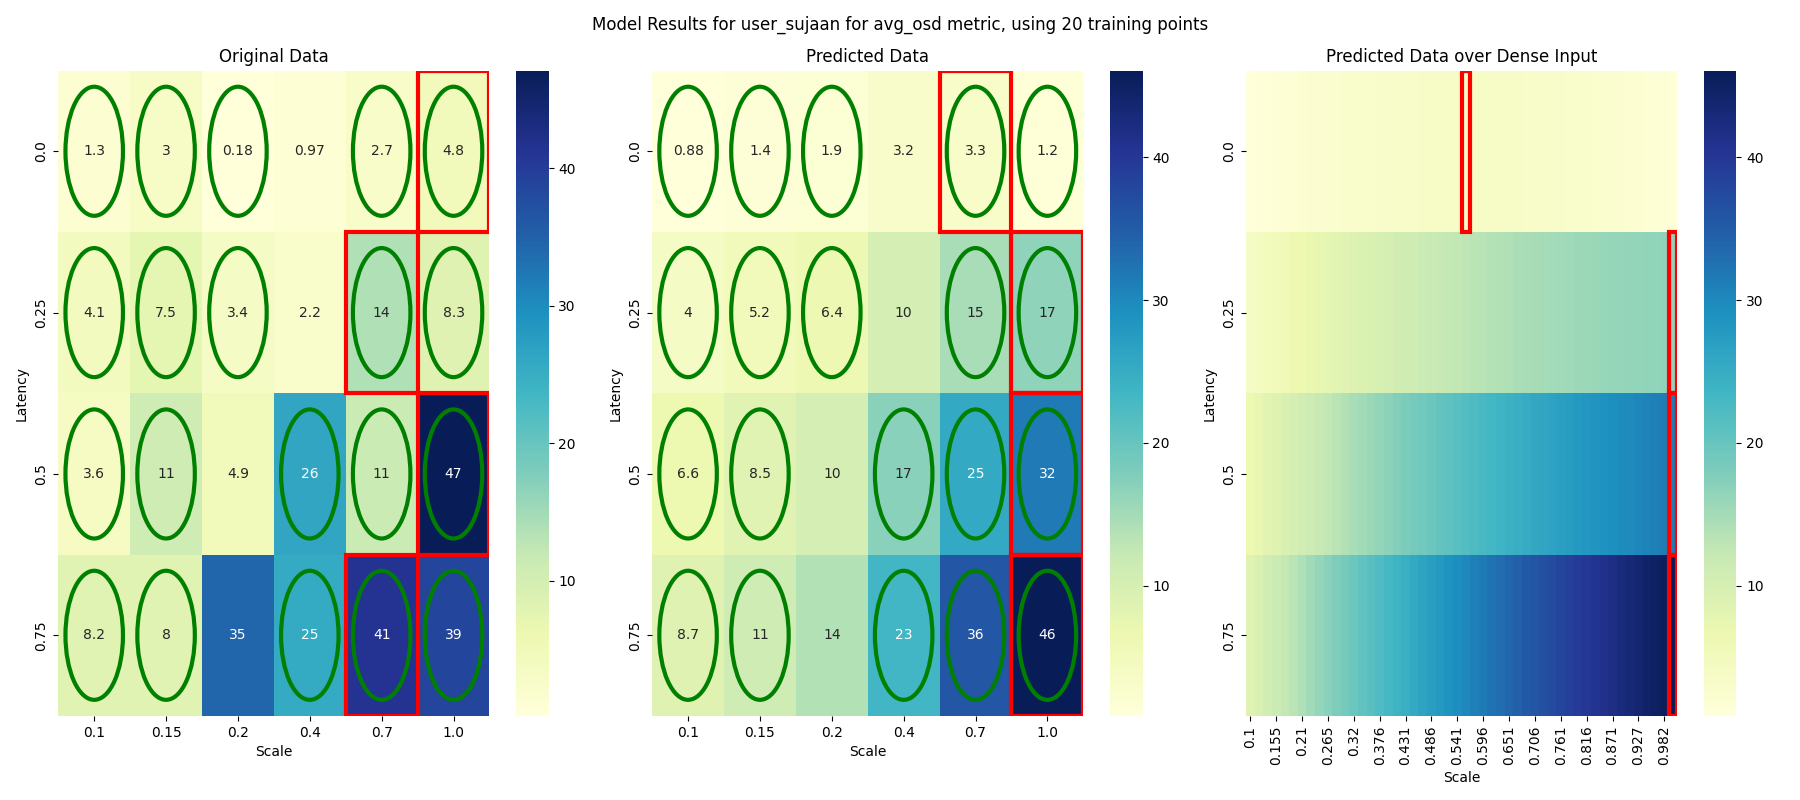 Model Results for user_sujaan for avg_osd metric, using 20 training points
Original Data
Latency
0.0 1.3 3 0.18 0.97 2.7 4.8
0.25 4.1 7.5 3.4 2.2 14 8.3
0.5 3.6 11 4.9 26 11 47
0.75 8.2 8 35 25 41 39
0.1 0.15 0.2 0.4 0.7 1.0
Scale
40
30
20
10
Predicted Data
Latency
0.0 0.88 1.4 1.9 3.2 3.3 1.2
0.25 4 5.2 6.4 10 15 17
0.5 6.6 8.5 10 17 25 32
0.75 8.7 11 14 23 36 46
0.1 0.15 0.2 0.4 0.7 1.0
Scale
40
30
20
10
Predicted Data over Dense Input
Latency
0.0
0.25
0.5
0.75
0.1 0.155 0.21 0.265 0.32 0.376 0.431 0.486 0.541 0.596 0.651 0.706 0.761 0.816 0.871 0.927 0.982
Scale
40
30
20
10